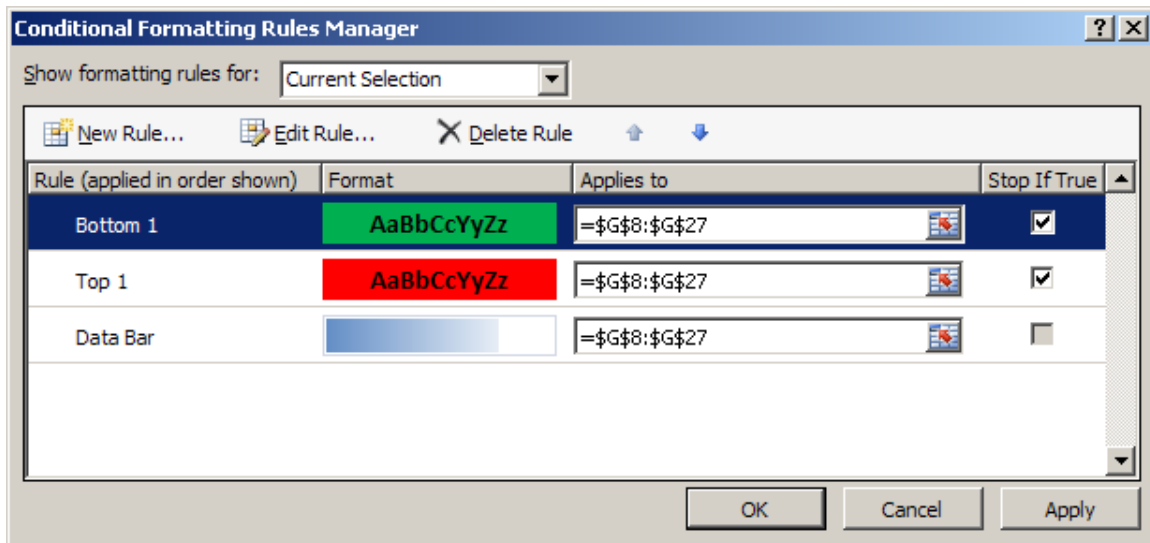 Conditional Formatting Rules Manager
Show formatting rules for: Current Selection
New Rule... Edit Rule... Delete Rule
Rule (applied in order shown) Format Applies to Stop If True
Bottom 1 AaBbCcYyZz =$G$8:$G$27
Top 1 AaBbCcYyZz =$G$8:$G$27
Data Bar =$G$8:$G$27
OK Cancel Apply